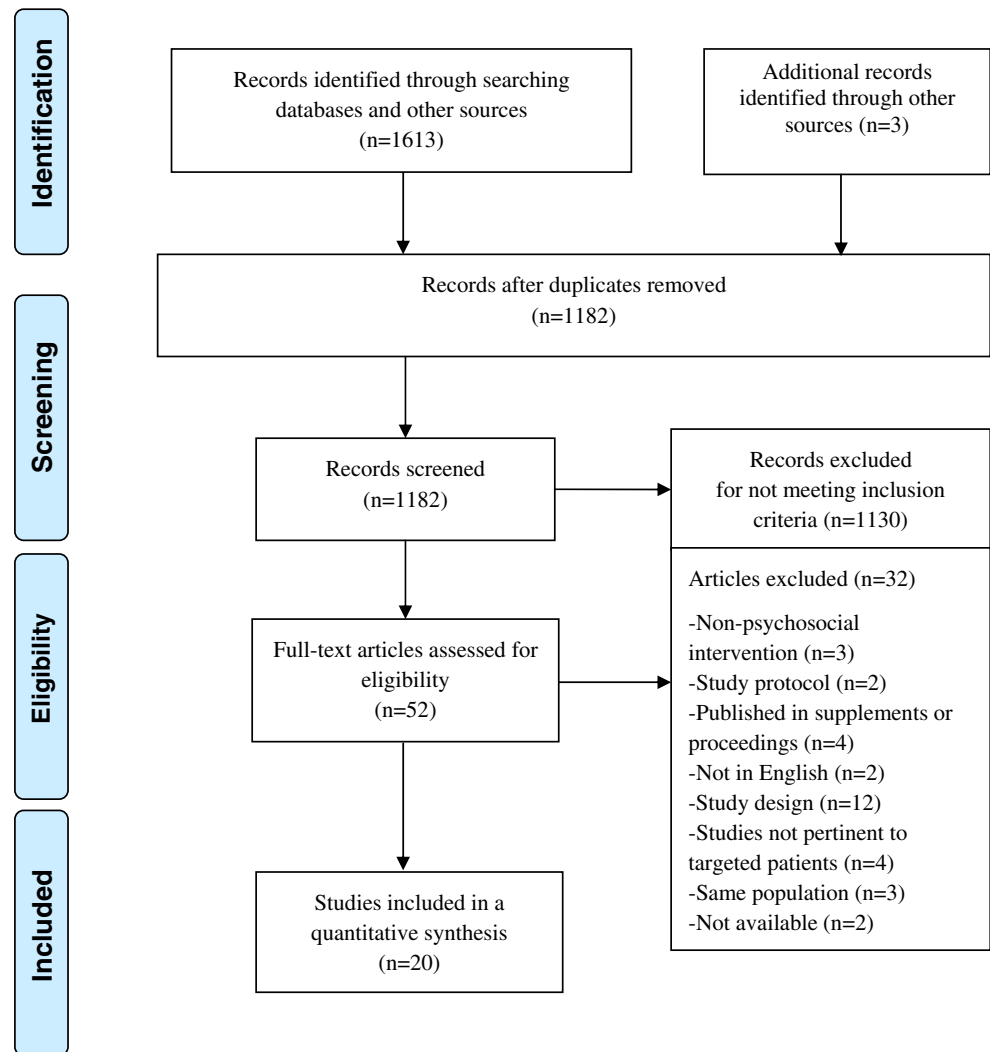 Identification
Records identified through searching
databases and other sources
(n=1613)
Additional records
identified through other
sources (n=3)
Records after duplicates removed
(n=1182)
Screening
Records screened
(n=1182)
Records excluded
for not meeting inclusion
criteria (n=1130)
Eligibility
Full-text articles assessed for
eligibility
(n=52)
Articles excluded (n=32)
-Non-psychosocial
intervention (n=3)
-Study protocol (n=2)
-Published in supplements or
proceedings (n=4)
-Not in English (n=2)
-Study design (n=12)
-Studies not pertinent to
targeted patients (n=4)
-Same population (n=3)
-Not available (n=2)
Included
Studies included in a
quantitative synthesis
(n=20)